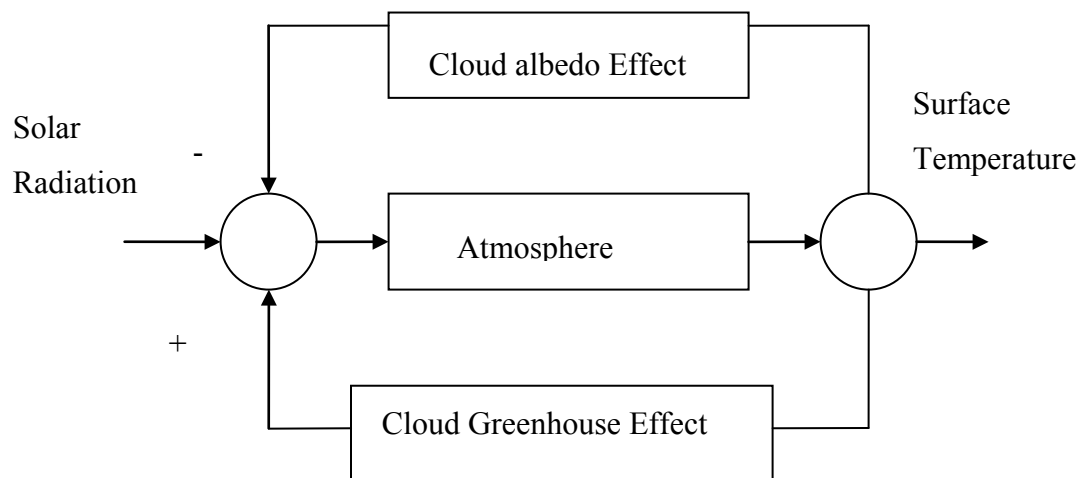 Cloud albedo Effect
Solar
Radiation
-
Surface
Temperature
Atmosphere
+
Cloud Greenhouse Effect